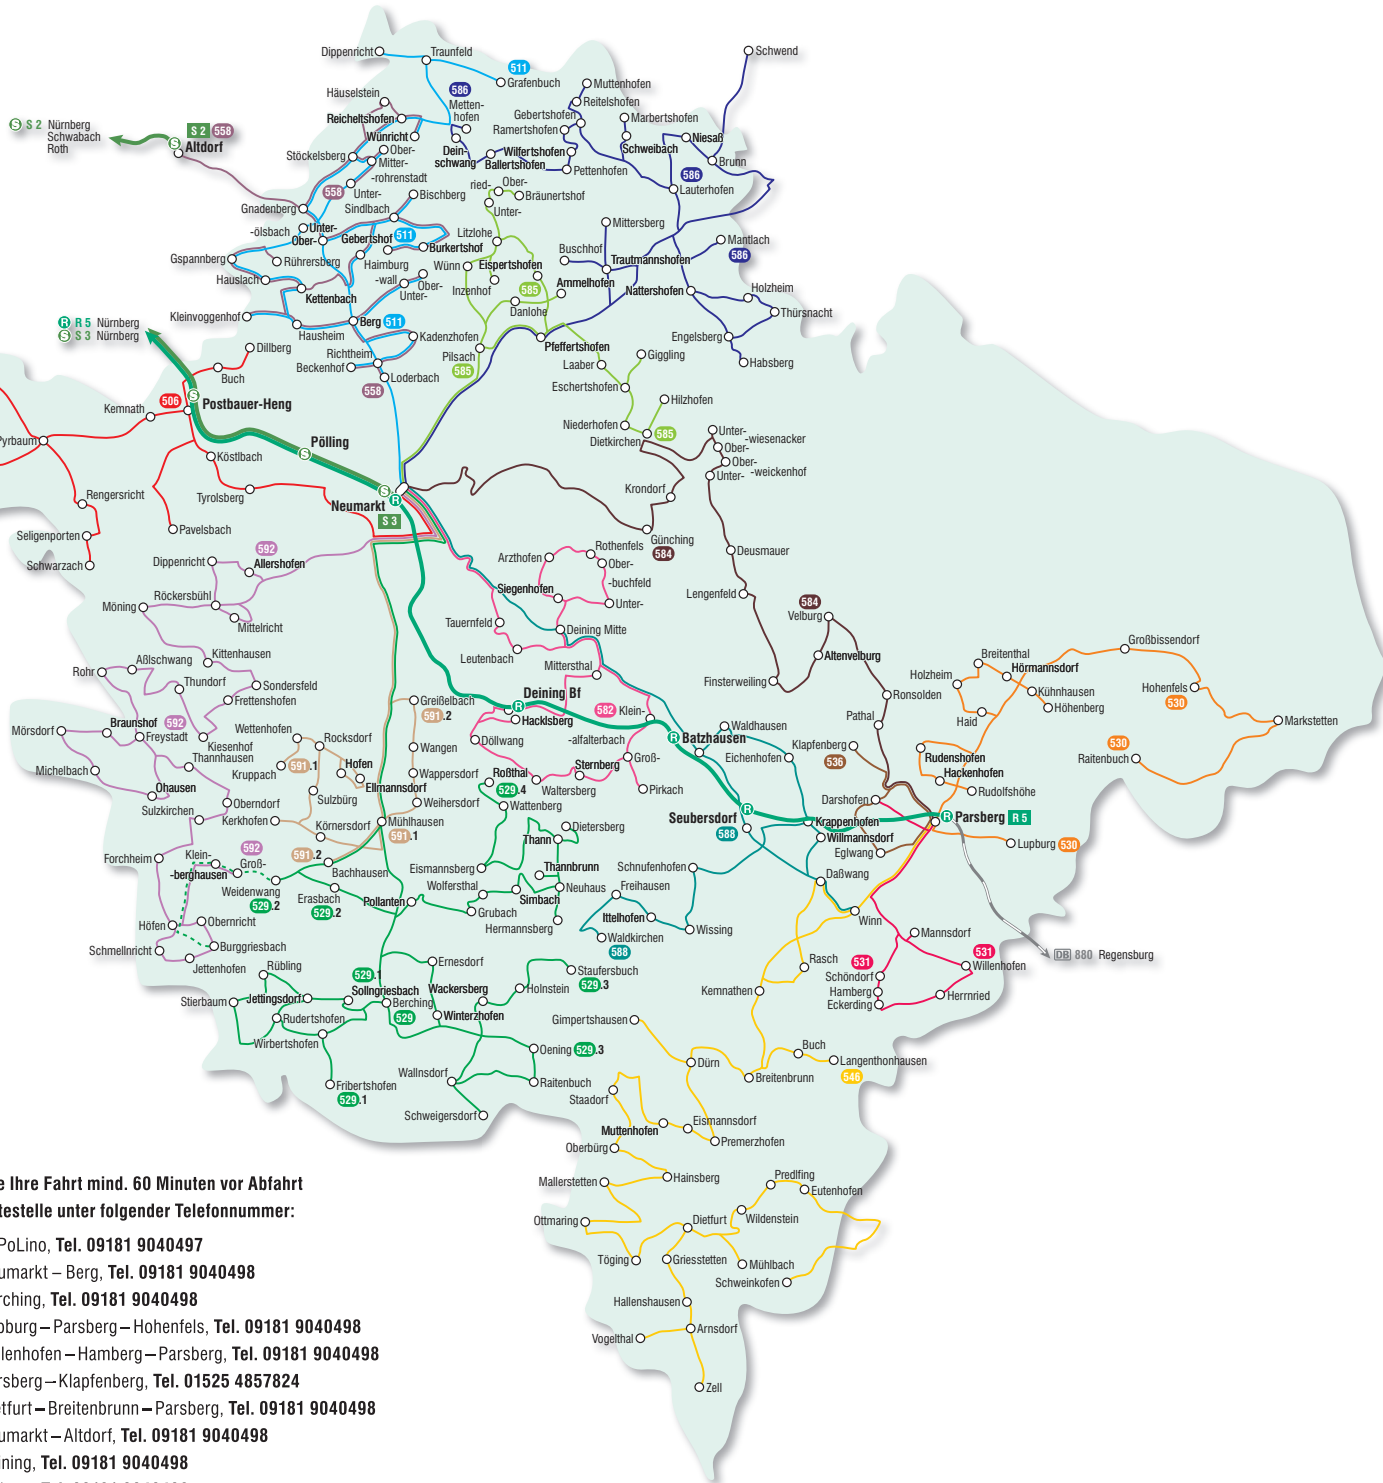 Dippenricht
Traunfeld
511
Grafenbuch
Schwend
586
Metten-
hofen
Muttenhofen
Reitelshofen
Häuselstein
Reicheltshofen
Gebertshofen
Ramertshofen
Marbertshofen
S 2 Nürnberg
Schwabach
Roth
S 2 558
Altdorf
Wünricht
Ober-
Mitter-
-rohrenstadt
Unter-
Stöckelsberg
Dein-
schwang
Wilfertshofen
Ballertshofen
Pettenhofen
Schweibach
Niesaß
Brunn
586
Lauterhofen
558
Gnadenberg
Sindlbach
Bischberg
ried-
Ober-
Unter-
Bräunertshof
-ölsbach
Unter-
Ober-
Gebertshof
511
Burkertshof
Litzlohe
Mittersberg
Mantlach
586
Gspannberg
Rührersberg
Haimburg
Wünn
Eispertshofen
Buschhof
Trautmannshofen
Hauslach
Kettenbach
-wall
Ober-
Unter-
Inzenhof
585
Ammelhofen
Nattershofen
Holzheim
Danlohe
Thürsnacht
R 5 Nürnberg
S 3 Nürnberg
Kleinvoggenhof
Hausheim
Berg 511
Kadenzhofen
Pfeffertshofen
Engelsberg
Habsberg
Dillberg
Buch
Richtheim
Beckenhof
Loderbach
558
Pilsach
585
Laaber
Giggling
Eschertshofen
Hilzhofen
Kemnath
506
Postbauer-Heng
Niederhofen
Dietkirchen
585
Pyrbaum
Pölling
Unter-
-wiesenacker
Ober-
Ober-
-weickenhof
Unter-
Köstlbach
Rengersricht
Tyrolsberg
Neumarkt
S 3
Krondorf
Seligenporten
Pavelsbach
Günching
584
Schwarzach
592
Dippenricht
Allershofen
Arzthofen
Rothenfels
Ober-
-buchfeld
Unter-
Deusmauer
Siegenhofen
Lengenfeld
584
Velburg
Möning
Röckersbühl
Mittelricht
Tauernfeld
Deining Mitte
Großbissendorf
Kittenhausen
Leutenbach
Mittersthal
Altenvelburg
Breitenthal
Hörmannsdorf
Rohr
Aßlschwang
Thundorf
Sondersfeld
Finsterweiling
Ronsolden
Holzheim
Kühnhausen
Höhenberg
Hohenfels
530
Frettenshofen
Greißelbach
591.2
Deining Bf
Hacklsberg
582
Klein-
-alfalterbach
Groß-
Mörsdorf
Braunshof
592
Freystadt
Kiesenhof
Wettenhofen
Rocksdorf
Wangen
Döllwang
Batzhausen
Waldhausen
Pathal
Haid
Markstetten
Michelbach
Thannhausen
Kruppach
591.1
Hofen
Ellmannsdorf
Wappersdorf
Roßthal
529.4
Sternberg
Waltersberg
Pirkach
Eichenhofen
Klapfenberg
536
Rudenshofen
Hackenhofen
Rudolfshöhe
530
Raitenbuch
Ohausen
Sulzkirchen
Oberndorf
Sulzbürg
Weihersdorf
Wattenberg
Seubersdorf
588
Darshofen
Parsberg R 5
Kerkhofen
Körnersdorf
Mühlhausen
591.1
Thann
Dietersberg
Krappenhofen
Willmannsdorf
Eglwang
Lupburg 530
Forchheim
Klein-
-berghausen
592
Groß-
591.2
Bachhausen
Eismannsberg
Thannbrunn
Schnufenhofen
Daßwang
Weidenwang
529.2
Erasbach
529.2
Wolfersthal
Pollanten
Simbach
Neuhaus
Freihausen
Grubach
Hermannsberg
Ittelhofen
Winn
Höfen
Obernricht
Wissing
Mannsdorf
Schmellnricht
Burggriesbach
Waldkirchen
588
DB 880 Regensburg
Jettenhofen
Rübling
529.1
Ernesdorf
Staufersbuch
529.3
Rasch
531
531
Willenhofen
Stierbaum
Jettingsdorf
Sollngriesbach
Berching
529
Wackersberg
Holnstein
Schöndorf
Hamberg
Eckerding
Herrnried
Kemnathen
Rudertshofen
Winterzhofen
Gimpertshausen
Wirbertshofen
Oening 529.3
Buch
Langenthonhausen
546
Dürn
Breitenbrunn
Fribertshofen
529.1
Wallnsdorf
Raitenbuch
Staadorf
Schweigersdorf
Eismannsdorf
Muttenhofen
Premerzhofen
Oberbürg
Hainsberg
Predlfing
Eutenhofen
Mallerstetten
Ottmaring
Dietfurt
Wildenstein
Töging
Griesstetten
Mühlbach
Schweinkofen
Hallenshausen
Vogelthal
Arnsdorf
Zell
e Ihre Fahrt mind. 60 Minuten vor Abfahrt
testelle unter folgender Telefonnummer:
PoLino, Tel. 09181 9040497
umarkt – Berg, Tel. 09181 9040498
rching, Tel. 09181 9040498
burg – Parsberg – Hohenfels, Tel. 09181 9040498
lenhofen – Hamberg – Parsberg, Tel. 09181 9040498
rsberg – Klapfenberg, Tel. 01525 4857824
etfurt – Breitenbrunn – Parsberg, Tel. 09181 9040498
umarkt – Altdorf, Tel. 09181 9040498
ining, Tel. 09181 9040498